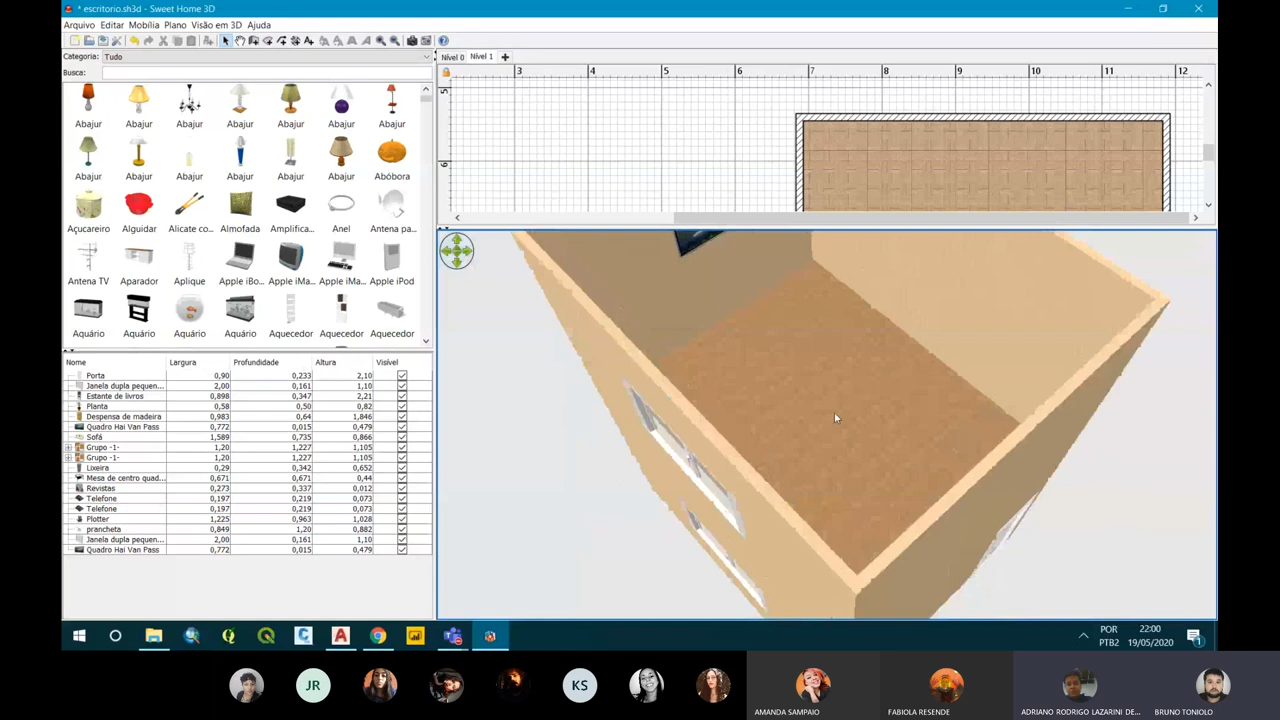 * escritorio.sh3d - Sweet Home 3D
Arquivo Editar Mobília Plano Visão em 3D Ajuda
Categoria: Tudo
Busca:
Nível 0 Nível 1
3 4 5 6 7 8 9 10 11 12
5
6
Abajur Abajur Abajur Abajur Abajur Abajur Abajur
Abajur Abajur Abajur Abajur Abajur Abajur Abóbora
Açucareiro Alguidar Alicate co... Almofada Amplifica... Anel Antena pa...
Antena TV Aparador Aplique Apple iBo... Apple iMa... Apple iMa... Apple iPod
Aquário Aquário Aquário Aquário Aquecedor Aquecedor Aquecedor
Nome Largura Profundidade Altura Visível
Porta 0,90 0,233 2,10
Janela dupla pequen... 2,00 0,161 1,10
Estante de livros 0,898 0,347 2,21
Planta 0,58 0,50 0,82
Despensa de madeira 0,983 0,64 1,846
Quadro Hai Van Pass 0,772 0,015 0,479
Sofá 1,589 0,735 0,866
Grupo -1- 1,20 1,227 1,105
Grupo -1- 1,20 1,227 1,105
Lixeira 0,29 0,342 0,652
Mesa de centro quad... 0,671 0,671 0,44
Revistas 0,273 0,337 0,012
Telefone 0,197 0,219 0,073
Telefone 0,197 0,219 0,073
Plotter 1,225 0,963 1,028
prancheta 0,849 1,20 0,882
Janela dupla pequen... 2,00 0,161 1,10
Quadro Hai Van Pass 0,772 0,015 0,479
POR 22:00
PTB2 19/05/2020
JR KS
AMANDA SAMPAIO FABIOLA RESENDE ADRIANO RODRIGO LAZARINI DE... BRUNO TONIOLO